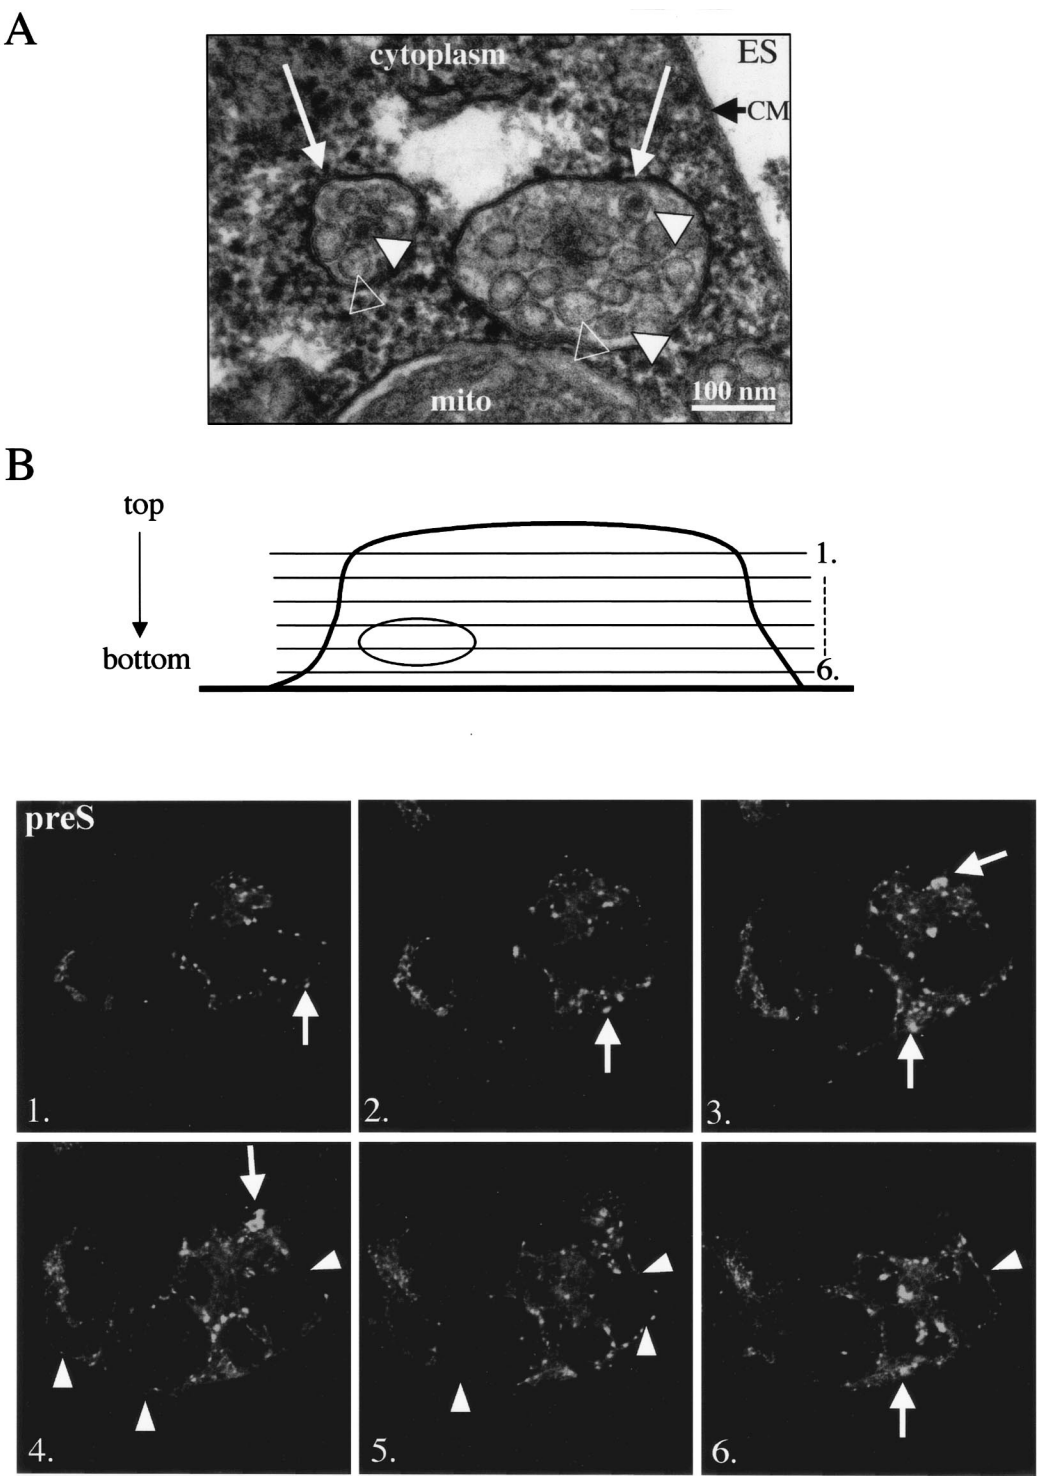 A
cytoplasm
ES
CM
mito
100 nm
B
top
1.
bottom
6.
preS
1.
2.
3.
4.
5.
6.